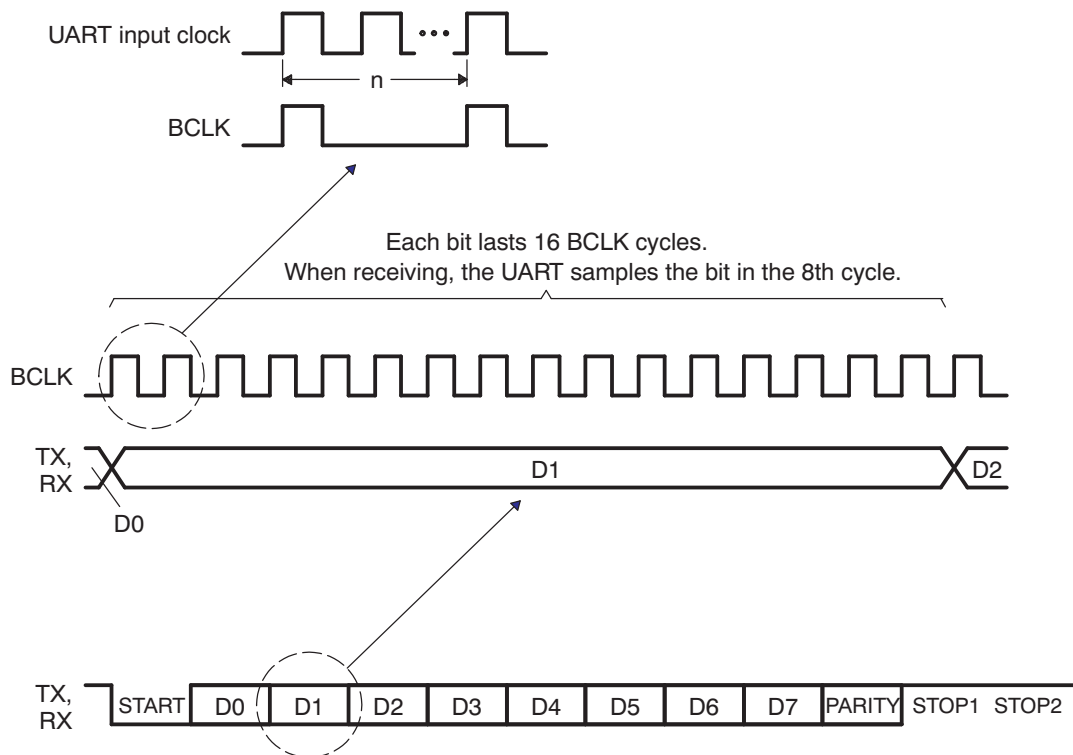 UART input clock
n
BCLK
Each bit lasts 16 BCLK cycles.
When receiving, the UART samples the bit in the 8th cycle.
BCLK
TX,
RX
D1
D2
D0
TX,
RX
START D0 D1 D2 D3 D4 D5 D6 D7 PARITY STOP1 STOP2